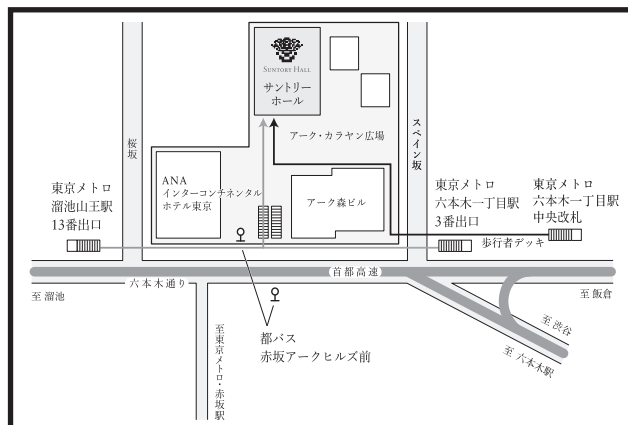 SUNTORY HALL
サントリー
ホール
アーク・カラヤン広場
スペイン坂
桜坂
ANA
インターコンチネンタル
ホテル東京
アーク森ビル
東京メトロ
溜池山王駅
13番出口
東京メトロ
六本木一丁目駅
3番出口
東京メトロ
六本木一丁目駅
中央改札
歩行者デッキ
首都高速
六本木通り
至 溜池
至 飯倉
至 渋谷
至 六本木駅
都バス
赤坂アークヒルズ前
至東京メトロ・赤坂駅